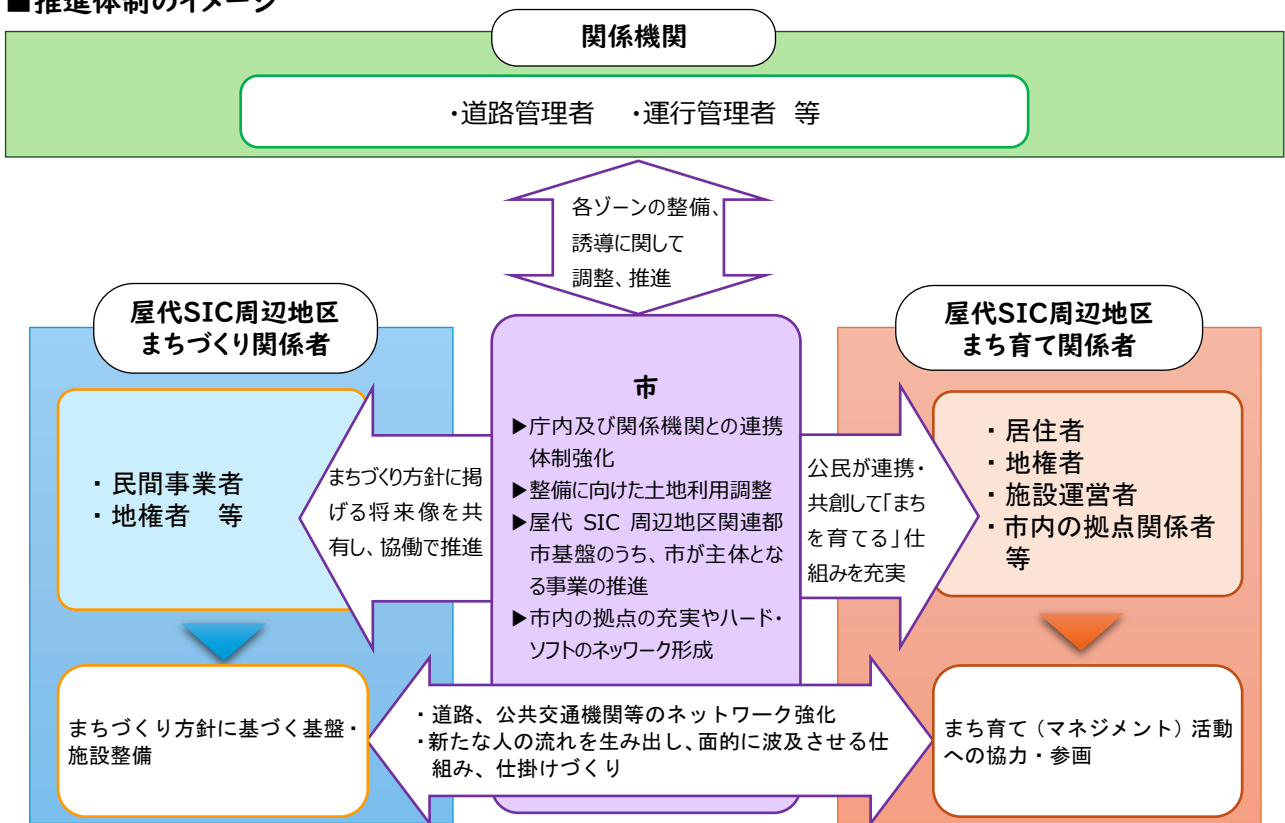 ■推進体制のイメージ
関係機関
・道路管理者　・運行管理者 等
各ゾーンの整備、
誘導に関して
調整、推進
屋代SIC周辺地区
まちづくり関係者
・民間事業者
・地権者　等
まちづくり方針に掲
げる将来像を共
有し、協働で推進
市
▶庁内及び関係機関との連携
体制強化
▶整備に向けた土地利用調整
▶屋代 SIC 周辺地区関連都
市基盤のうち、市が主体とな
る事業の推進
▶市内の拠点の充実やハード・
ソフトのネッワーク形成
公民が連携・
共創して「まち
を育てる」仕
組みを充実
屋代SIC周辺地区
まち育て関係者
・居住者
・地権者
・施設運営者
・市内の拠点関係者
等
まちづくり方針に基づく基盤・
施設整備
・道路、公共交通機関等のネットワーク強化
・新たな人の流れを生み出し、面的に波及させる仕
組み、仕掛けづくり
まち育て（マネジメント）活動
への協力・参画